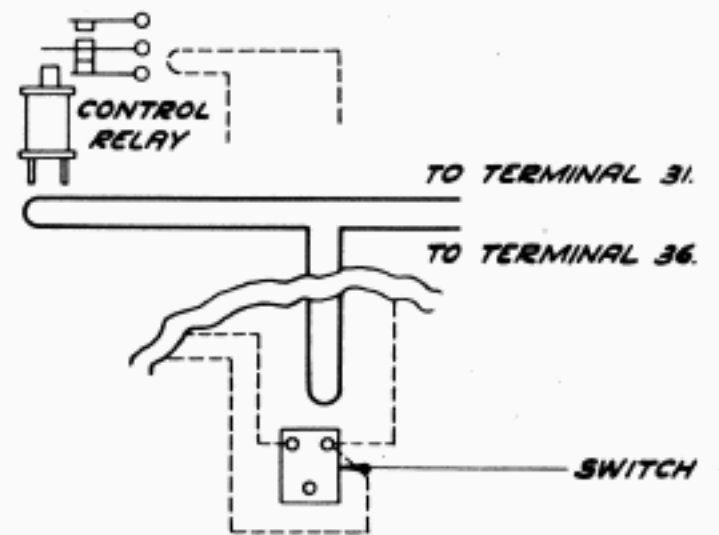 CONTROL
RELAY
TO TERMINAL 31.
TO TERMINAL 36.
SWITCH